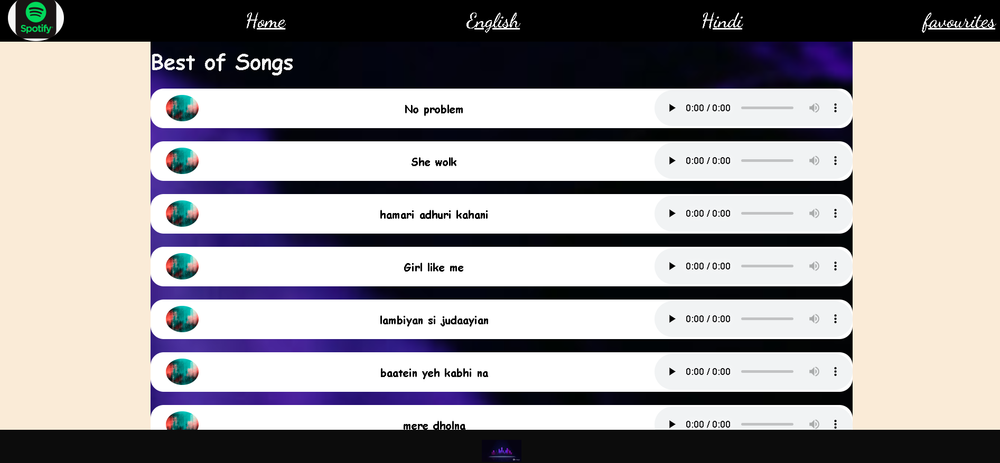 Spotify
Home English Hindi favourites
Best of Songs
No problem 0:00 / 0:00
She wolk 0:00 / 0:00
hamari adhuri kahani 0:00 / 0:00
Girl like me 0:00 / 0:00
lambiyan si judaayian 0:00 / 0:00
baatein yeh kabhi na 0:00 / 0:00
mere dholna 0:00 / 0:00